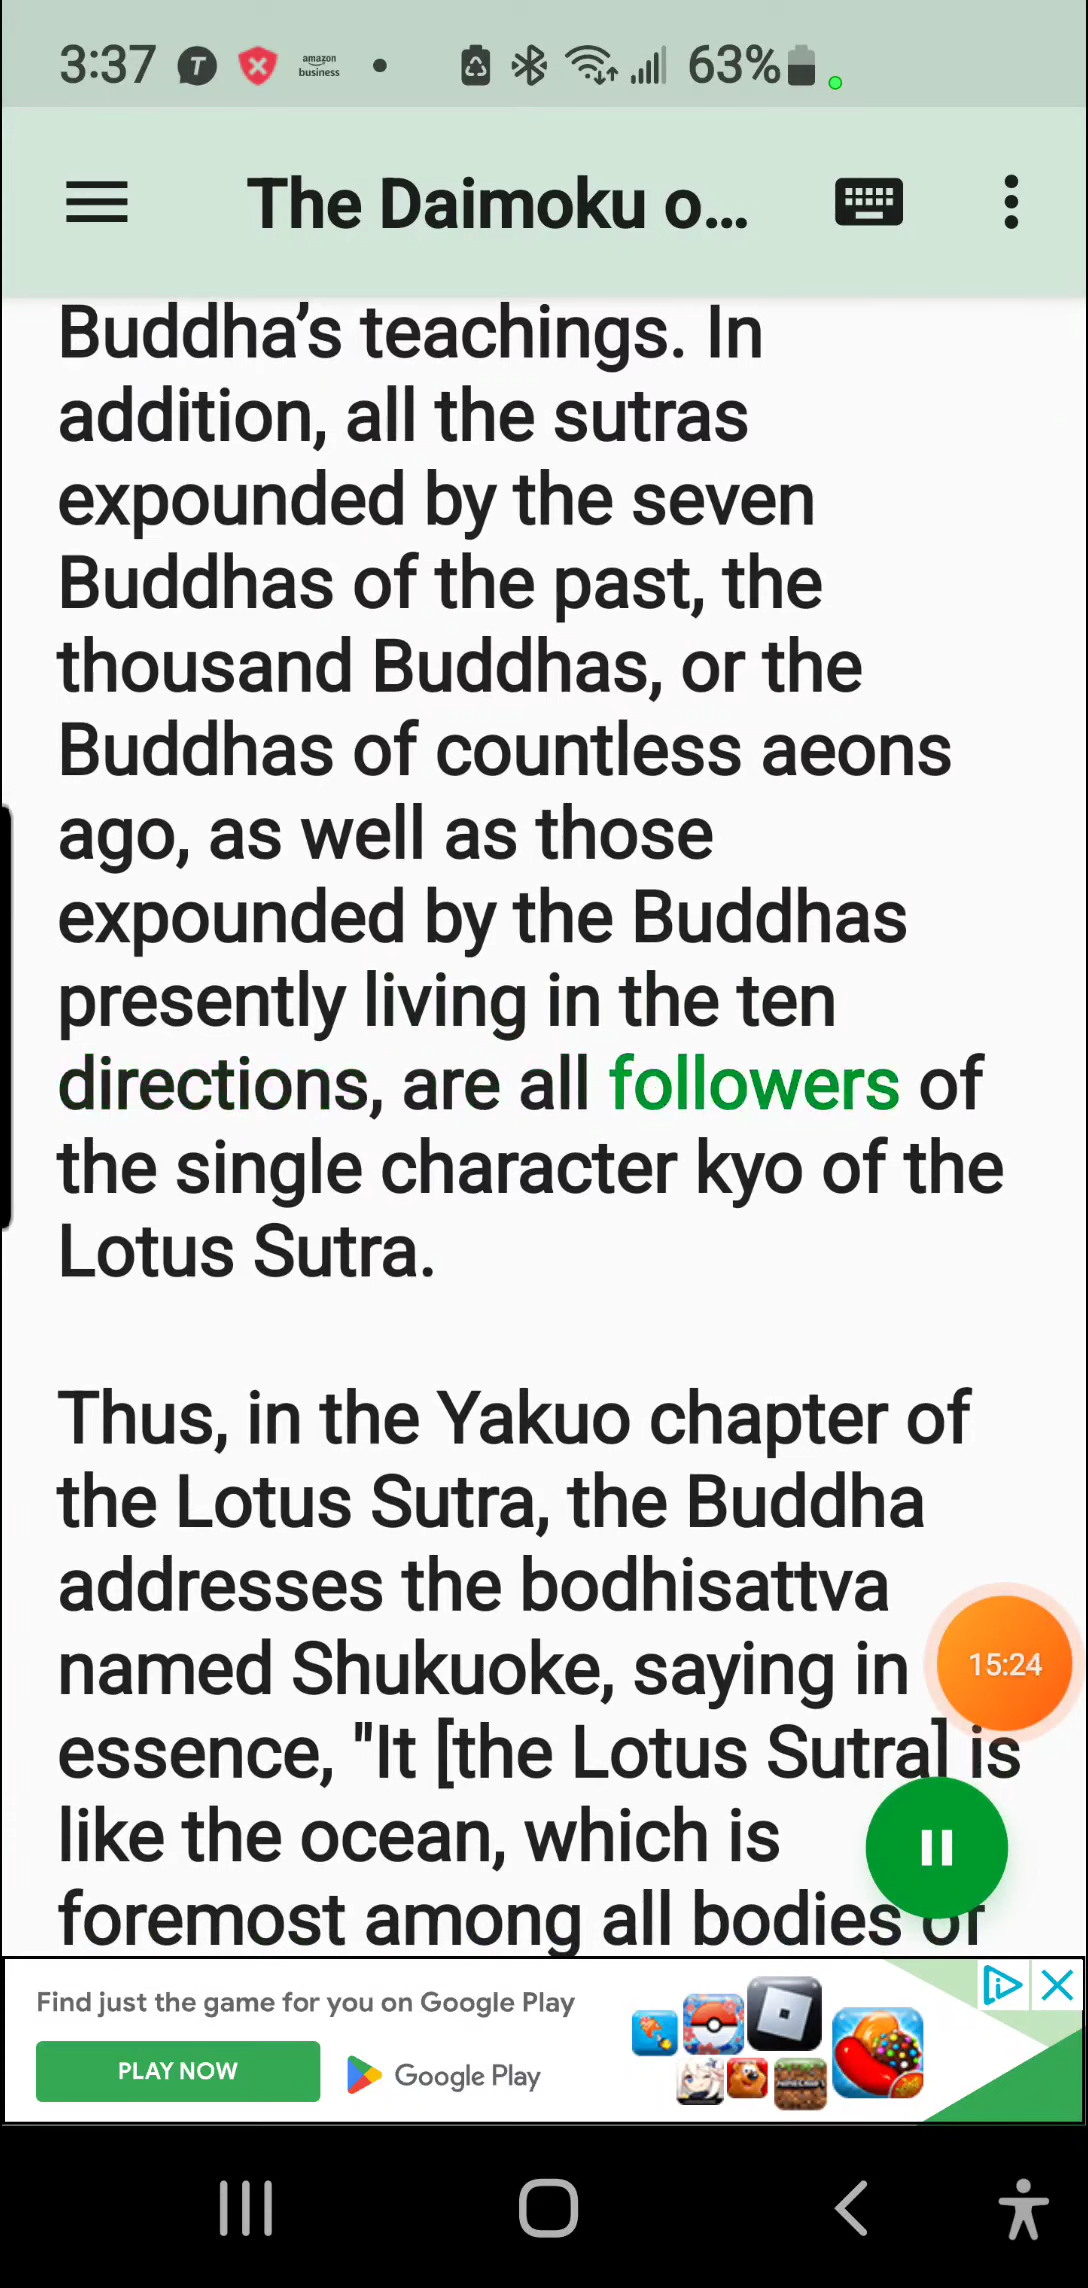 3:37
T
amazon
business
63%
The Daimoku o...
Buddha’s teachings. In
addition, all the sutras
expounded by the seven
Buddhas of the past, the
thousand Buddhas, or the
Buddhas of countless aeons
ago, as well as those
expounded by the Buddhas
presently living in the ten
directions, are all followers of
the single character kyo of the
Lotus Sutra.
Thus, in the Yakuo chapter of
the Lotus Sutra, the Buddha
addresses the bodhisattva
named Shukuoke, saying in
15:24
essence, "It [the Lotus Sutra] is
like the ocean, which is
foremost among all bodies of
Find just the game for you on Google Play
PLAY NOW
Google Play